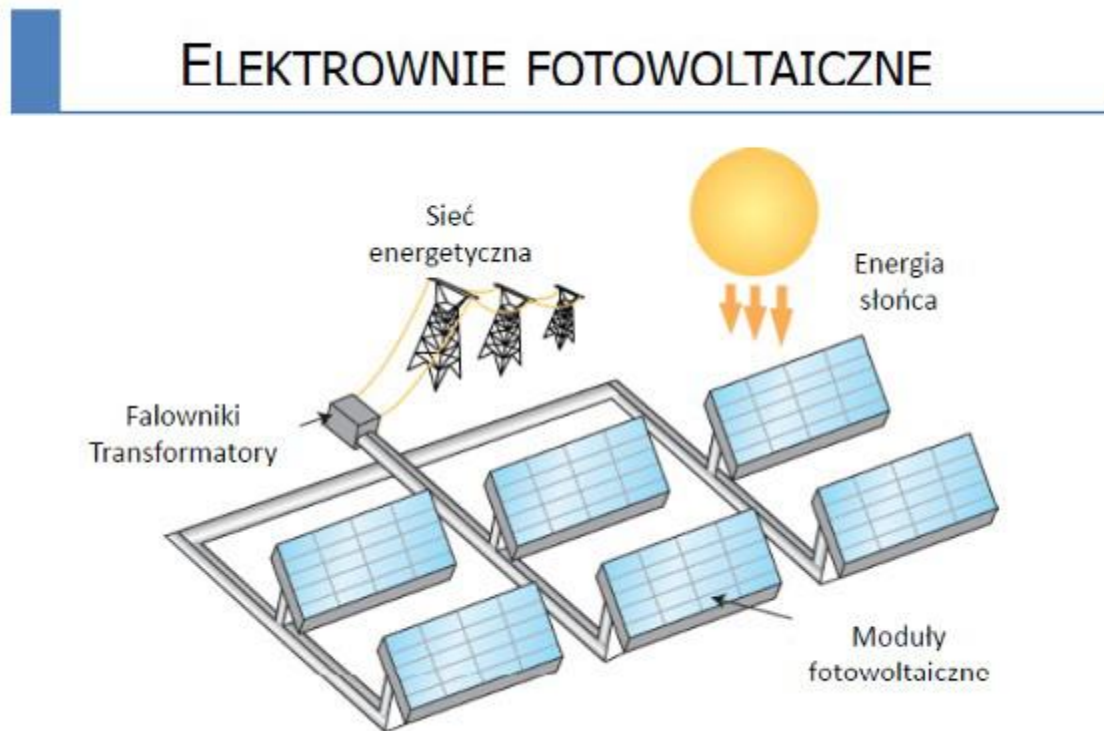 ELEKTROWNIE FOTOWOLTAICZNE
Sieć
energetyczna
Energia
słońca
Falowniki
Transformatory
Moduły
fotowoltaiczne